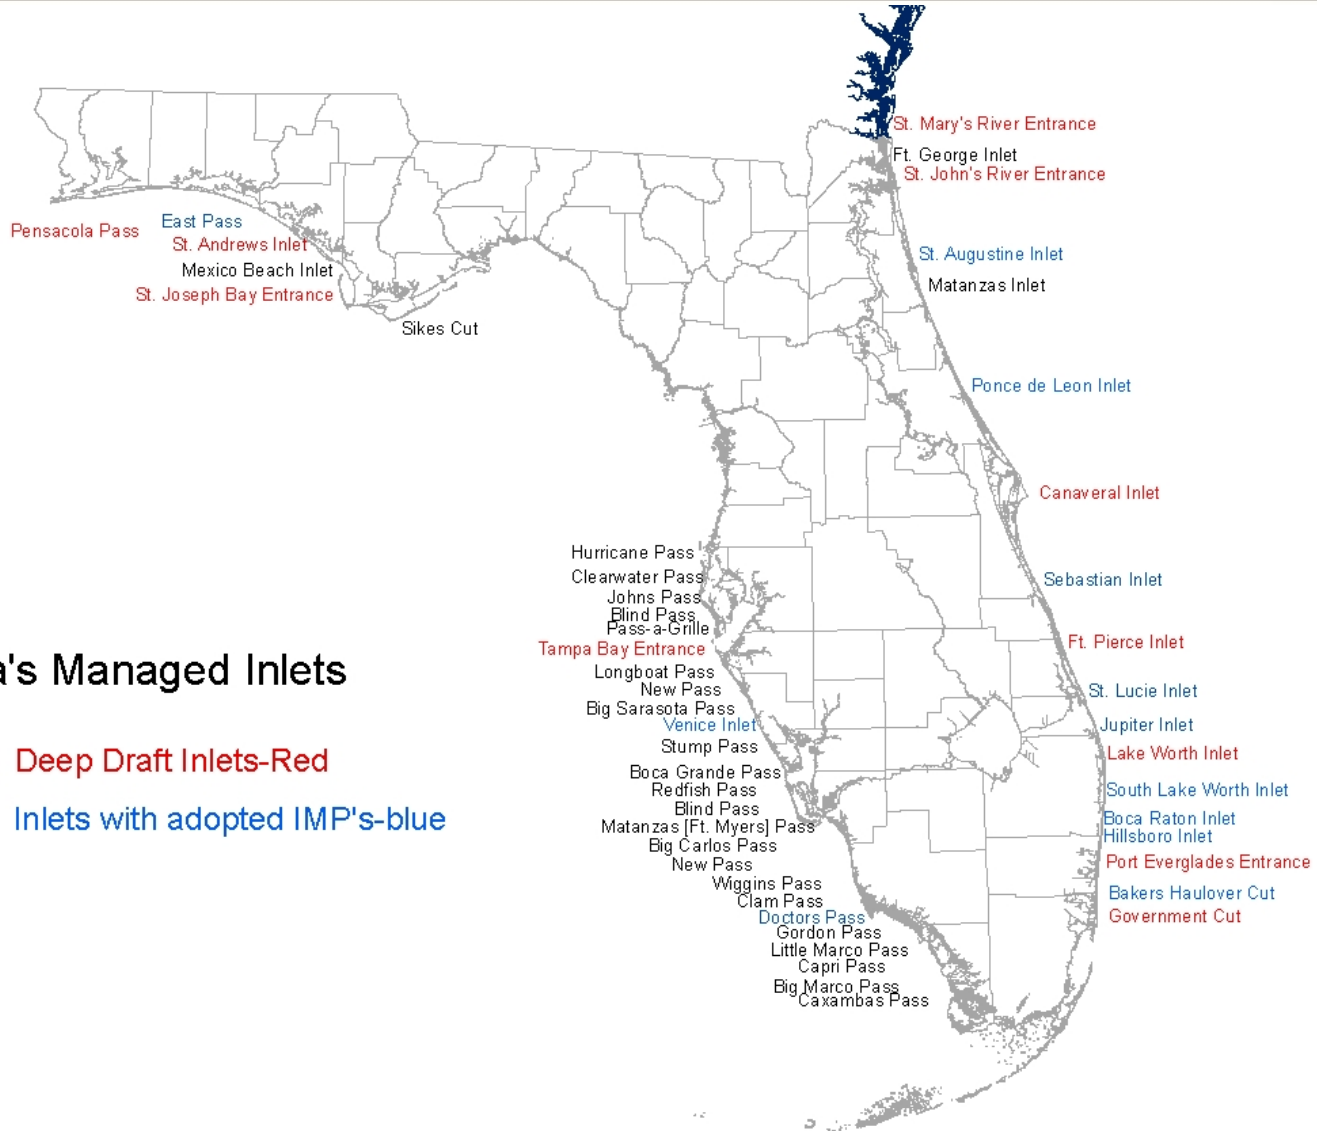 St. Mary's River Entrance
Ft. George Inlet
St. John's River Entrance
Pensacola Pass
East Pass
St. Andrews Inlet
Mexico Beach Inlet
St. Joseph Bay Entrance
Sikes Cut
St. Augustine Inlet
Matanzas Inlet
Ponce de Leon Inlet
Canaveral Inlet
Sebastian Inlet
Ft. Pierce Inlet
St. Lucie Inlet
Jupiter Inlet
Lake Worth Inlet
South Lake Worth Inlet
Boca Raton Inlet
Hillsboro Inlet
Port Everglades Entrance
Bakers Haulover Cut
Government Cut
Hurricane Pass
Clearwater Pass
Johns Pass
Blind Pass
Pass-a-Grille
Tampa Bay Entrance
Longboat Pass
New Pass
Big Sarasota Pass
Venice Inlet
Stump Pass
Boca Grande Pass
Redfish Pass
Blind Pass
Matanzas [Ft. Myers] Pass
Big Carlos Pass
New Pass
Wiggins Pass
Clam Pass
Doctors Pass
Gordon Pass
Little Marco Pass
Capri Pass
Big Marco Pass
Caxambas Pass
a's Managed Inlets
Deep Draft Inlets-Red
Inlets with adopted IMP's-blue